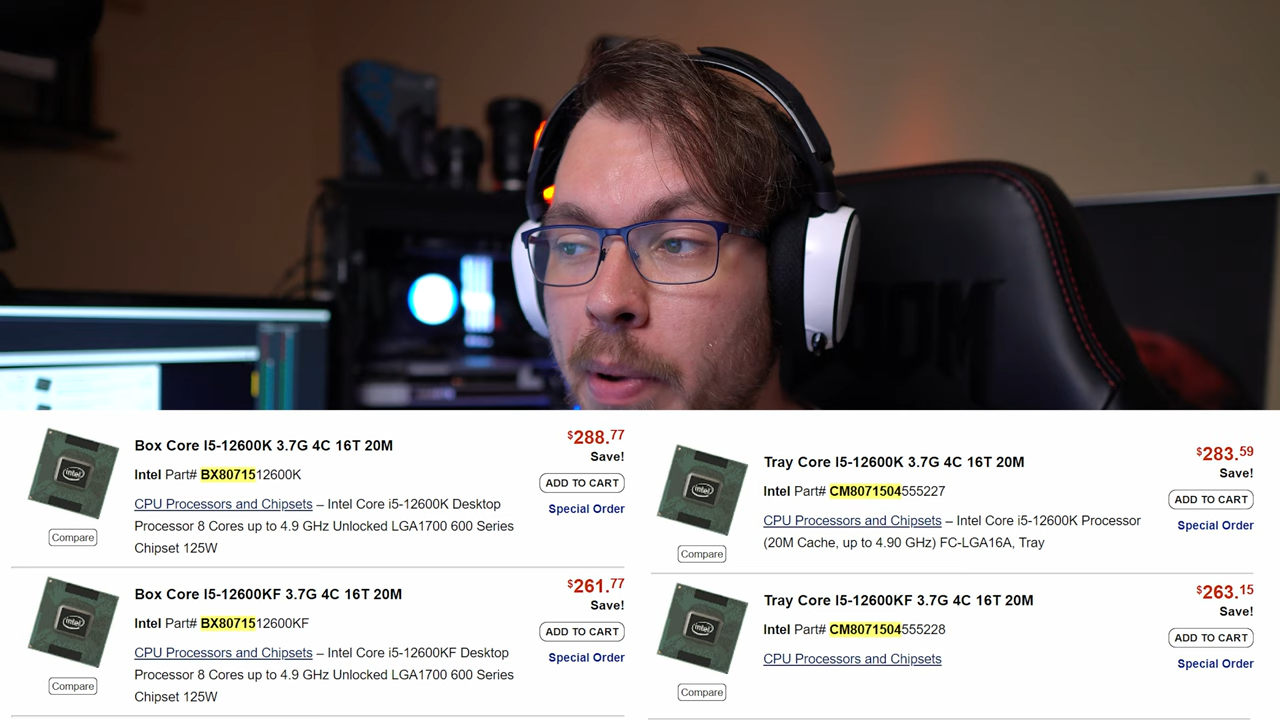 DOOM
Box Core I5-12600K 3.7G 4C 16T 20M
$288.77
Save!
Intel Part# BX8071512600K
ADD TO CART
CPU Processors and Chipsets – Intel Core i5-12600K Desktop
Special Order
Processor 8 Cores up to 4.9 GHz Unlocked LGA1700 600 Series
Chipset 125W
intel
Compare
Box Core I5-12600KF 3.7G 4C 16T 20M
$261.77
Save!
Intel Part# BX8071512600KF
ADD TO CART
CPU Processors and Chipsets – Intel Core i5-12600KF Desktop
Special Order
Processor 8 Cores up to 4.9 GHz Unlocked LGA1700 600 Series
Chipset 125W
intel
Compare
Tray Core I5-12600K 3.7G 4C 16T 20M
$283.59
Save!
Intel Part# CM8071504555227
ADD TO CART
CPU Processors and Chipsets – Intel Core i5-12600K Processor
Special Order
(20M Cache, up to 4.90 GHz) FC-LGA16A, Tray
intel
Compare
Tray Core I5-12600KF 3.7G 4C 16T 20M
$263.15
Save!
Intel Part# CM8071504555228
ADD TO CART
CPU Processors and Chipsets
Special Order
intel
Compare